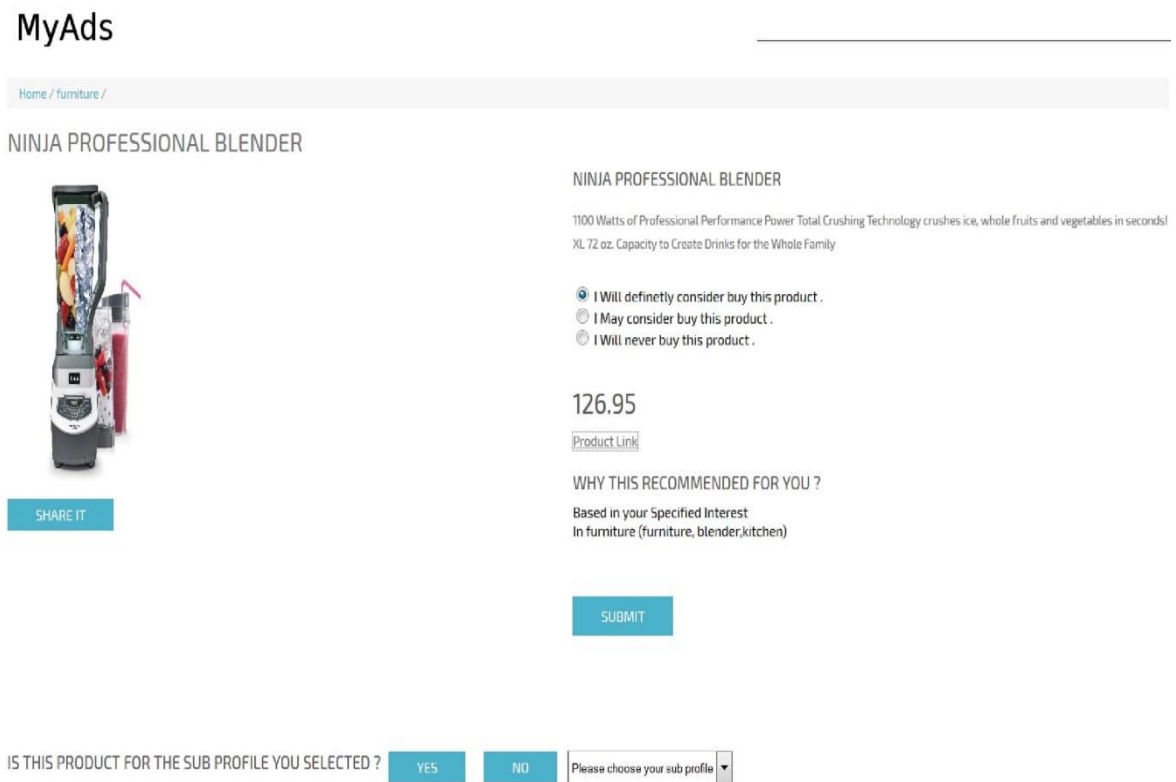 MyAds
Home / furniture /
NINJA PROFESSIONAL BLENDER
NINJA PROFESSIONAL BLENDER
1100 Watts of Professional Performance Power Total Crushing Technology crushes ice, whole fruits and vegetables in seconds!
XL 72 oz. Capacity to Create Drinks for the Whole Family
I Will definetly consider buy this product .
I May consider buy this product .
I Will never buy this product .
126.95
Product Link
WHY THIS RECOMMENDED FOR YOU ?
Based in your Specified Interest
In furniture (furniture, blender,kitchen)
SHARE IT
SUBMIT
IS THIS PRODUCT FOR THE SUB PROFILE YOU SELECTED ? YES NO Please choose your sub profile